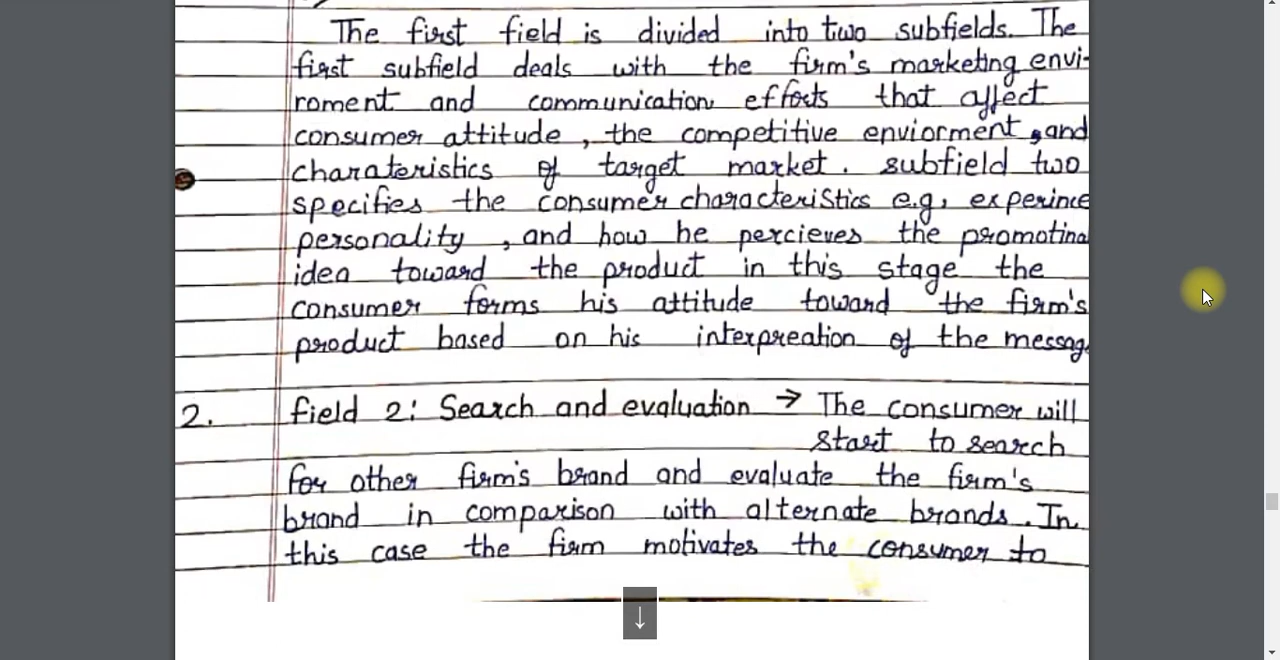 The first field is divided into two subfields. The
first subfield deals with the firm's marketing envi-
roment and communication efforts that affect
consumer attitude , the competitive enviorment , and
charateristics of target market . subfield two
specifies the consumer characteristics e.g, experince
personality , and how he percieves the promotina
idea toward the product in this stage the
consumer forms his attitude toward the firm's
product based on his interpreation of the messag
2. field 2: Search and evaluation → The consumer will
start to search
for other firm's brand and evaluate the firm's
brand in comparison with alternate brands. In
this case the firm motivates the consumer to